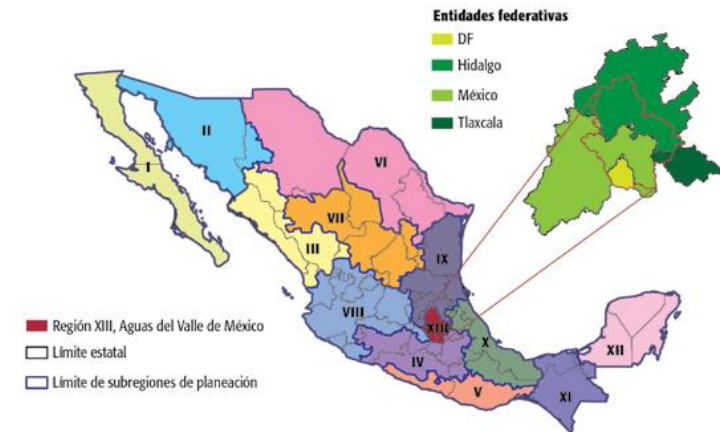 Entidades federativas
DF
Hidalgo
México
Tlaxcala
I
II
VI
VII
III
IX
VIII
XIII
X
IV
V
XI
XII
Región XIII, Aguas del Valle de México
Límite estatal
Límite de subregiones de planeación